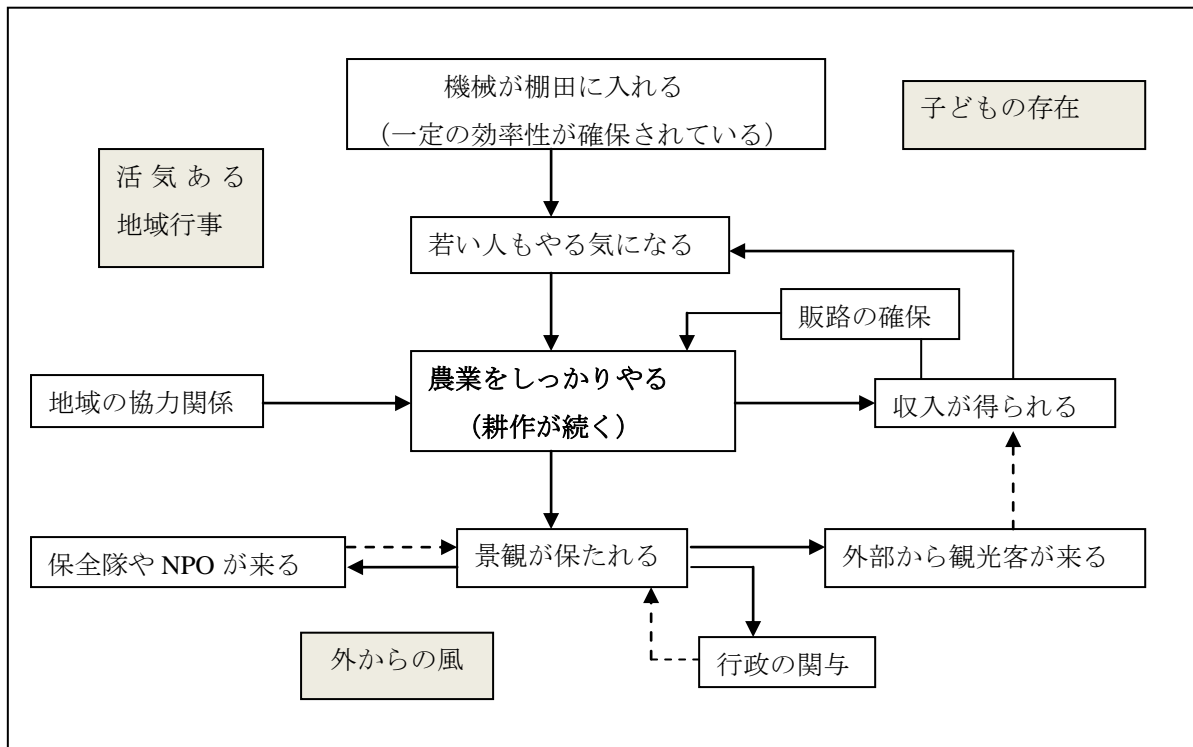 機械が棚田に入れる
（一定の効率性が確保されている）
子どもの存在
活気ある
地域行事
若い人もやる気になる
販路の確保
農業をしっかりやる
（耕作が続く）
地域の協力関係
収入が得られる
保全隊や NPO が来る
景観が保たれる
外部から観光客が来る
外からの風
行政の関与